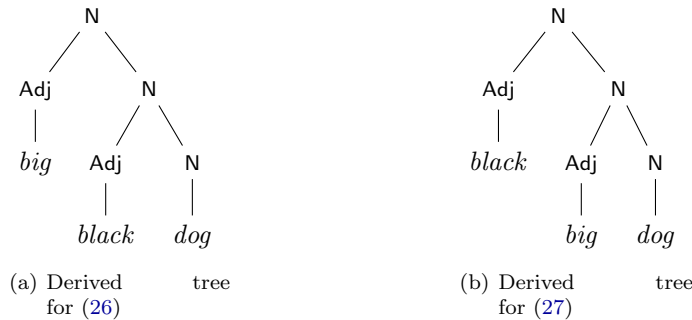 N N
Adj N Adj N
big Adj N black Adj N
black dog big dog
(a) Derived tree (b) Derived tree
for (26) for (27)